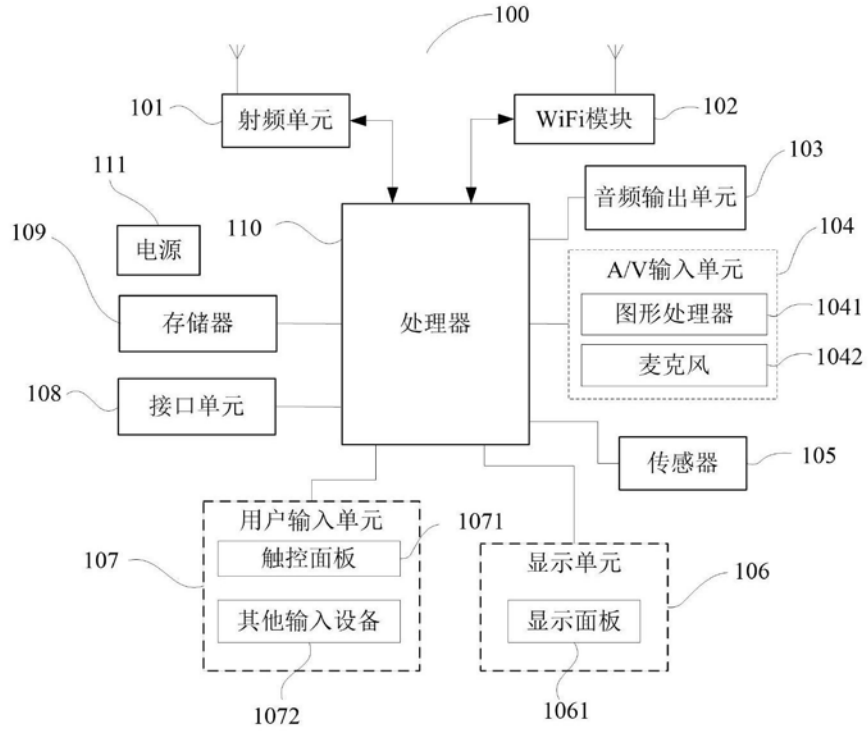 100
101
射频单元
WiFi模块
102
103
音频输出单元
111
电源
110
104
A/V输入单元
109
存储器
处理器
图形处理器
1041
麦克风
1042
108
接口单元
传感器
105
用户输入单元
1071
107
触控面板
其他输入设备
1072
显示单元
106
显示面板
1061